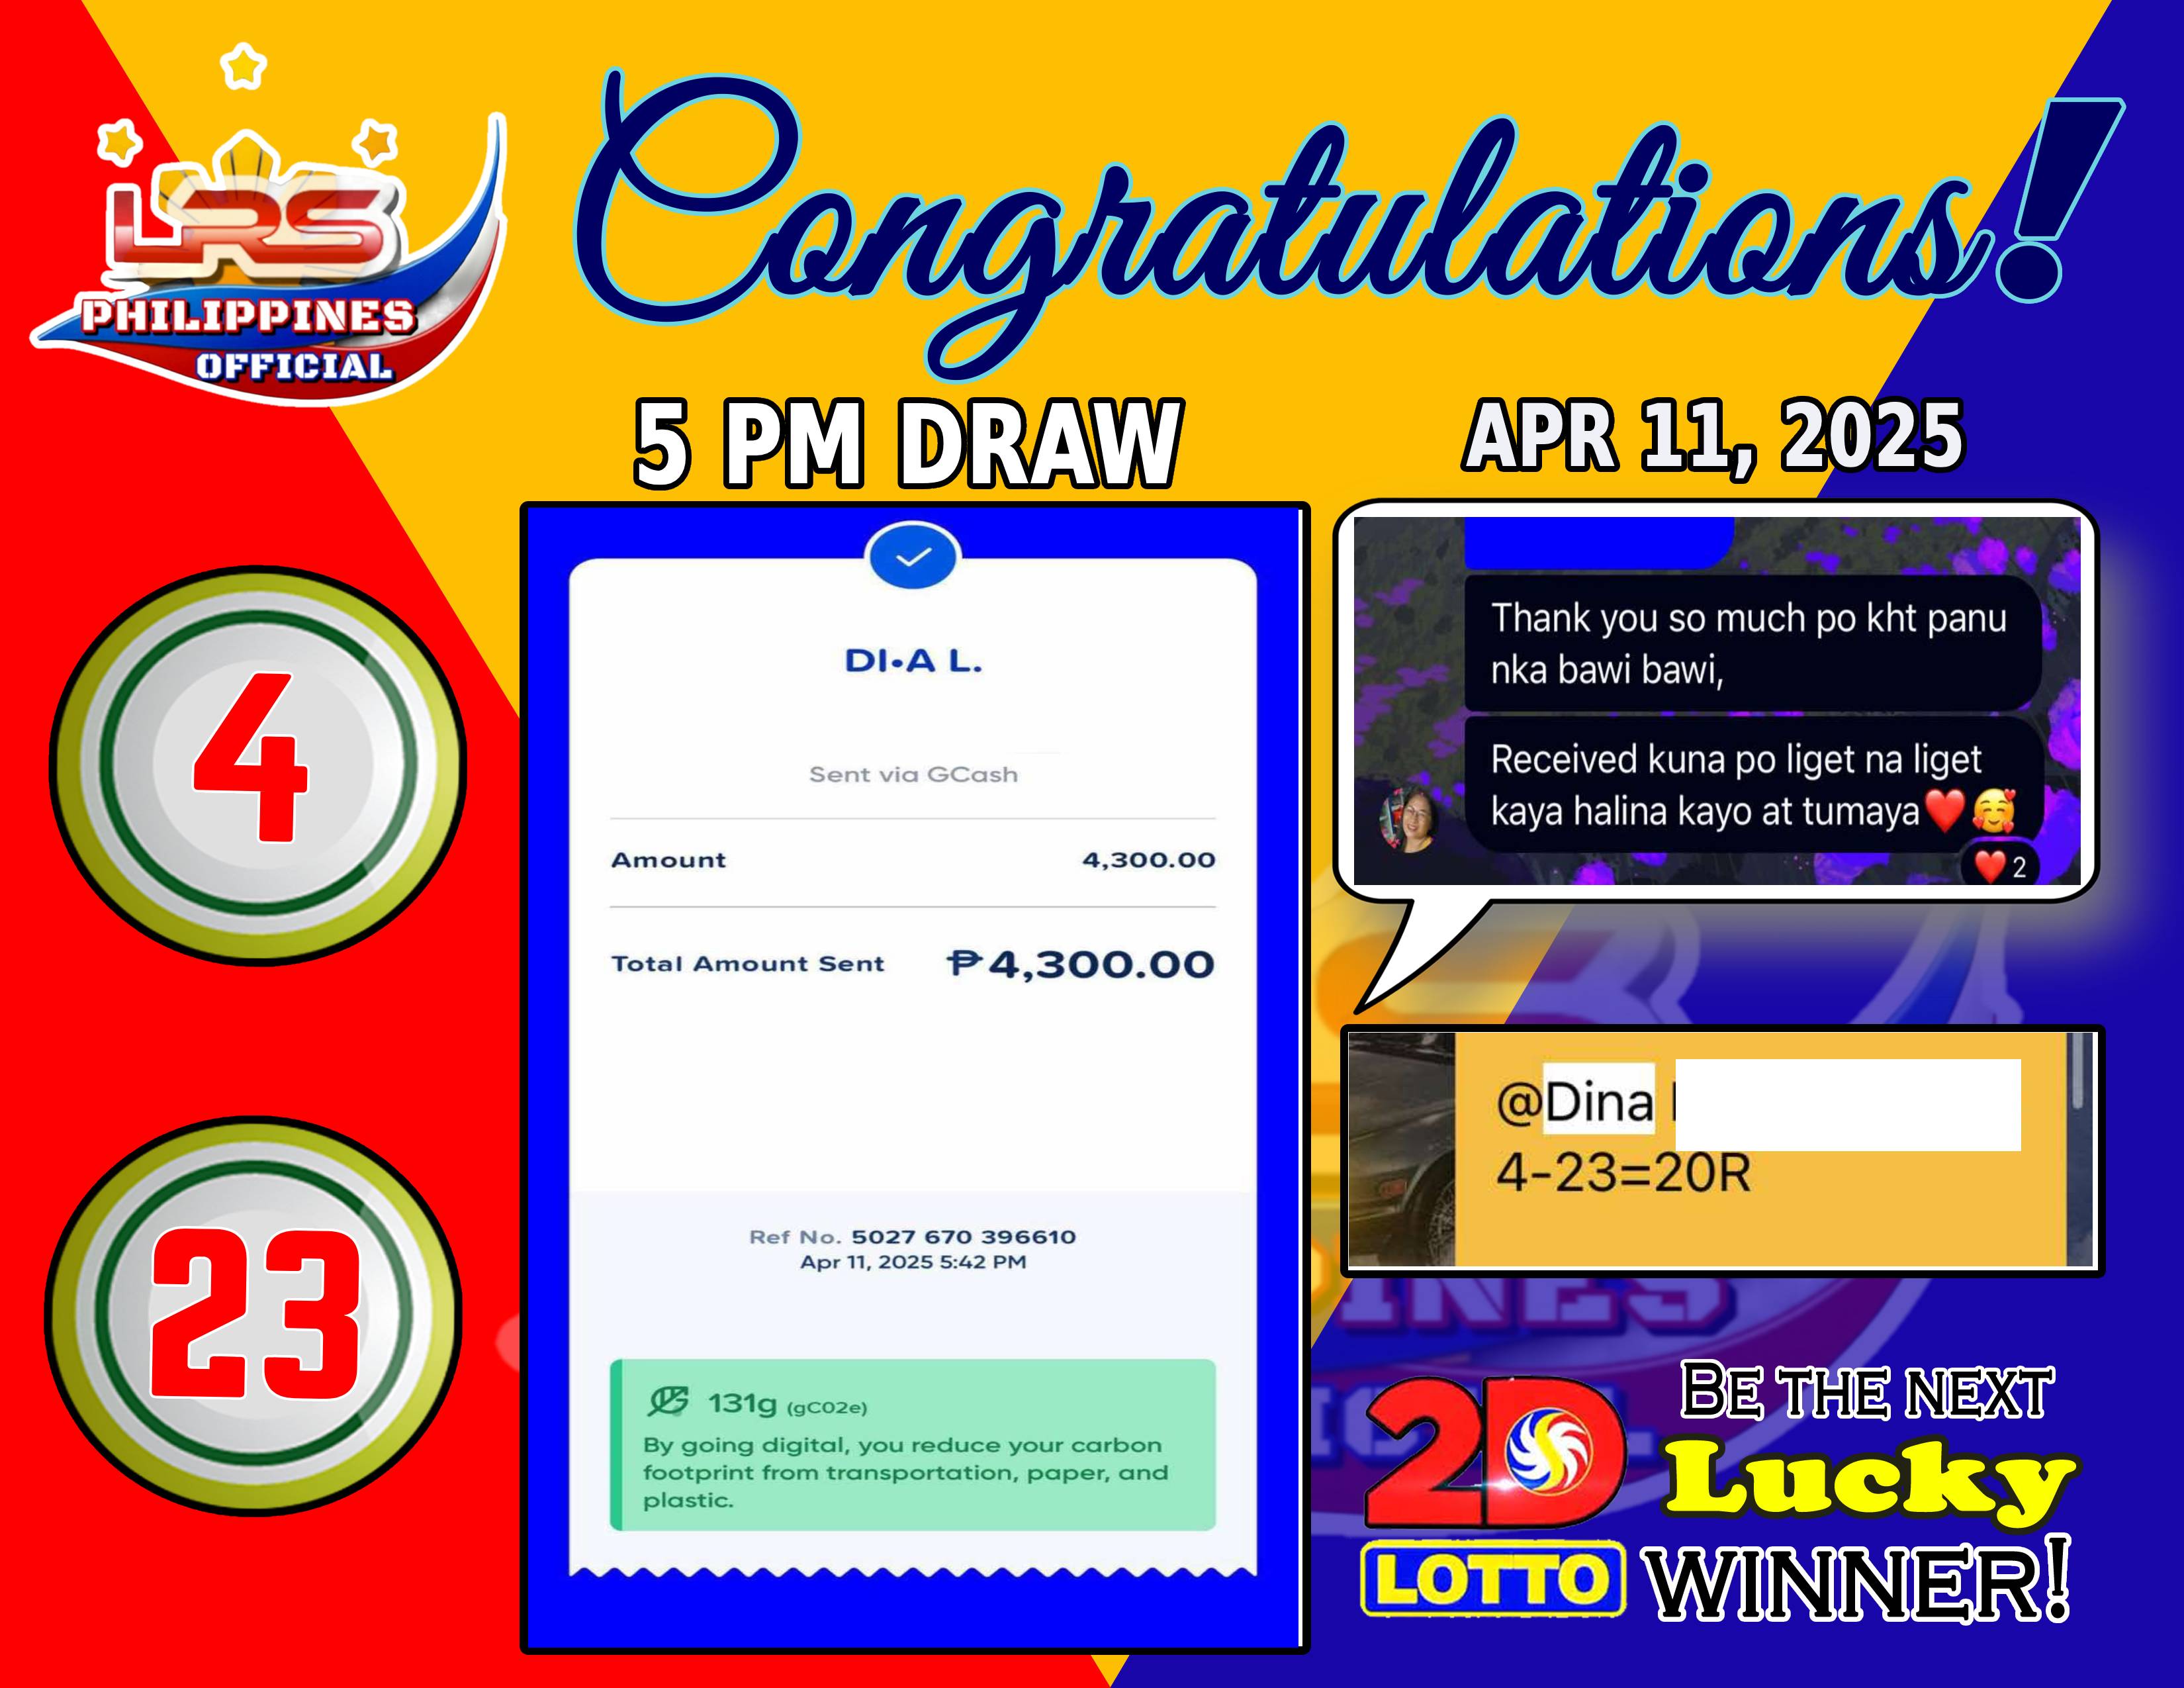 LRS
PHILIPPINES
OFFICIAL
Congratulations!
5 PM DRAW
APR 11, 2025
4
23
DI•A L.
Sent via GCash
Amount 4,300.00
Total Amount Sent ₱4,300.00
Ref No. 5027 670 396610
Apr 11, 2025 5:42 PM
131g (gC02e)
By going digital, you reduce your carbon
footprint from transportation, paper, and
plastic.
Thank you so much po kht panu
nka bawi bawi,
Received kuna po liget na liget
kaya halina kayo at tumaya❤️🥰
❤️ 2
@Dina
4-23=20R
2D
LOTTO
BE THE NEXT
Lucky
WINNER!